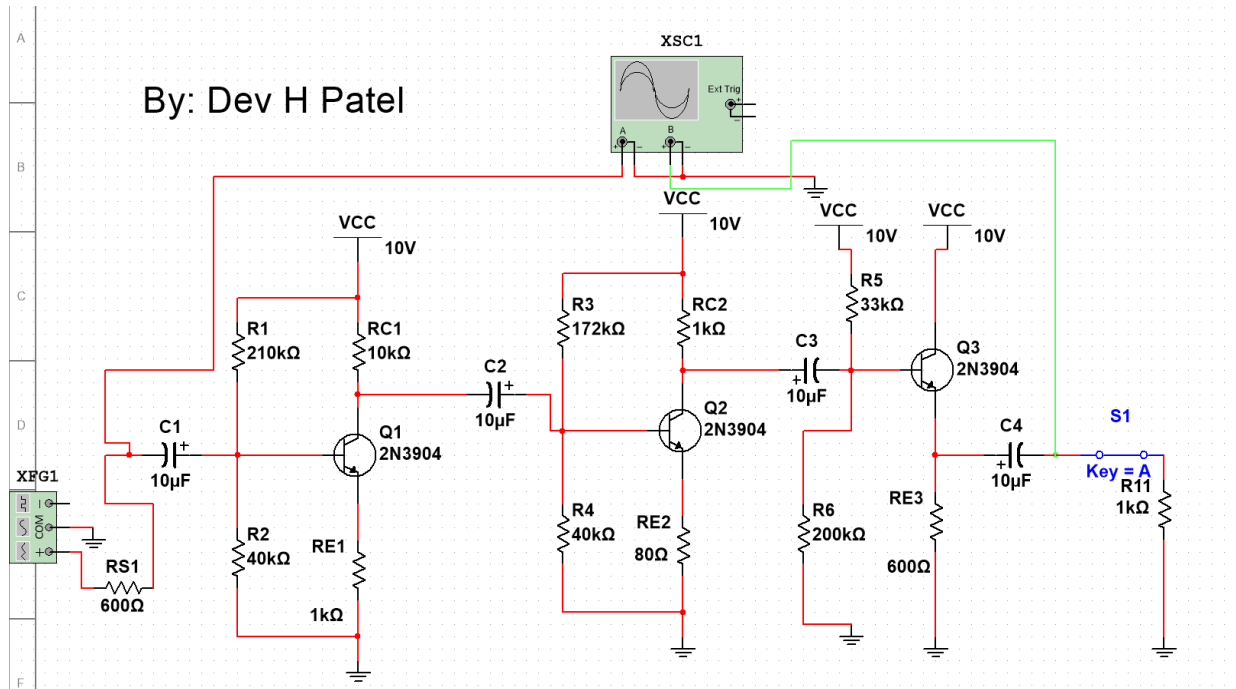 A
XSC1
By: Dev H Patel
Ext Trig
+
−
A
B
+ − + −
B
VCC
10V
VCC
10V
VCC
10V
VCC
10V
C
R1
210kΩ
RC1
10kΩ
R3
172kΩ
RC2
1kΩ
R5
33kΩ
C2
+
10µF
C3
+
10µF
Q3
2N3904
D
C1
+
10µF
Q1
2N3904
Q2
2N3904
C4
+
10µF
S1
Key = A
XFG1
COM
+
R2
40kΩ
RE1
1kΩ
R4
40kΩ
RE2
80Ω
R6
200kΩ
RE3
600Ω
R11
1kΩ
RS1
600Ω